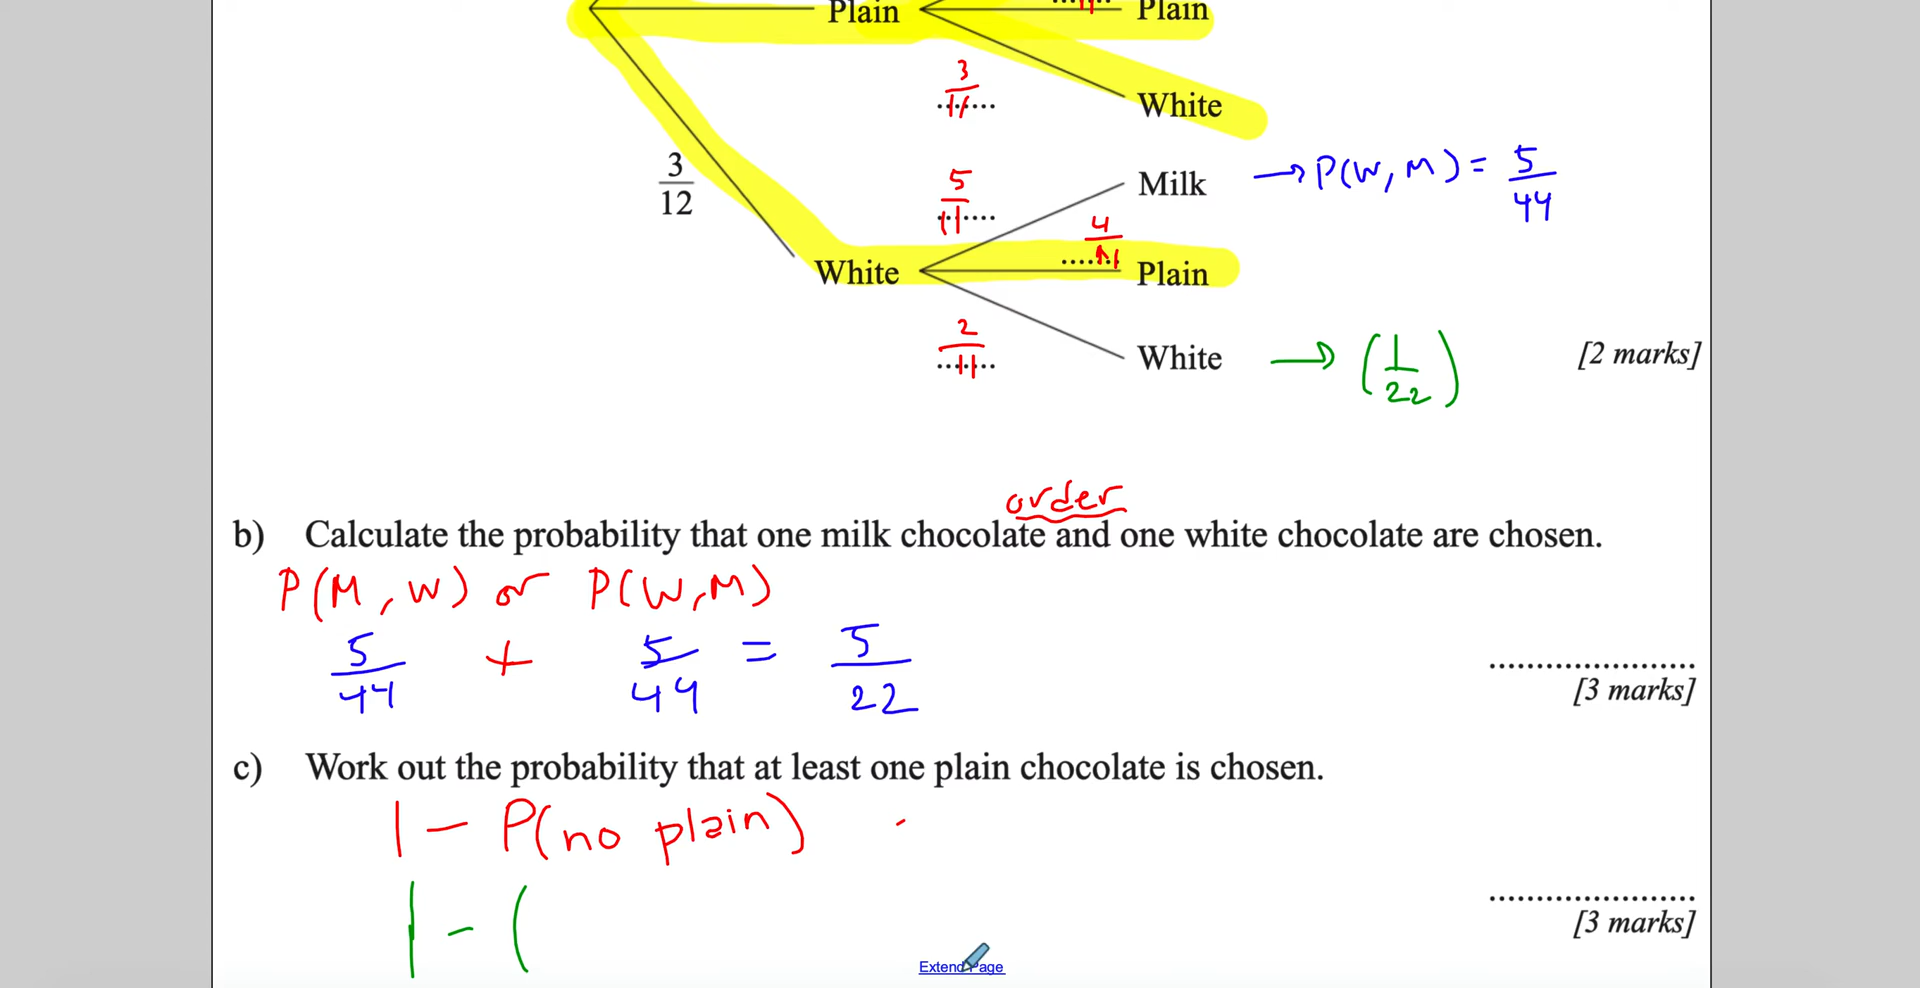 Plain 11 Plain
3/11
White
3/12
5/11
Milk → P(W, M) = 5/44
4/11
White Plain
2/11
White → (1/22) [2 marks]
order
b) Calculate the probability that one milk chocolate and one white chocolate are chosen.
P(M, W) or P(W, M)
5/44 + 5/44 = 5/22
......................
[3 marks]
c) Work out the probability that at least one plain chocolate is chosen.
1 - P(no plain)
1 - (
......................
[3 marks]
Extend Page